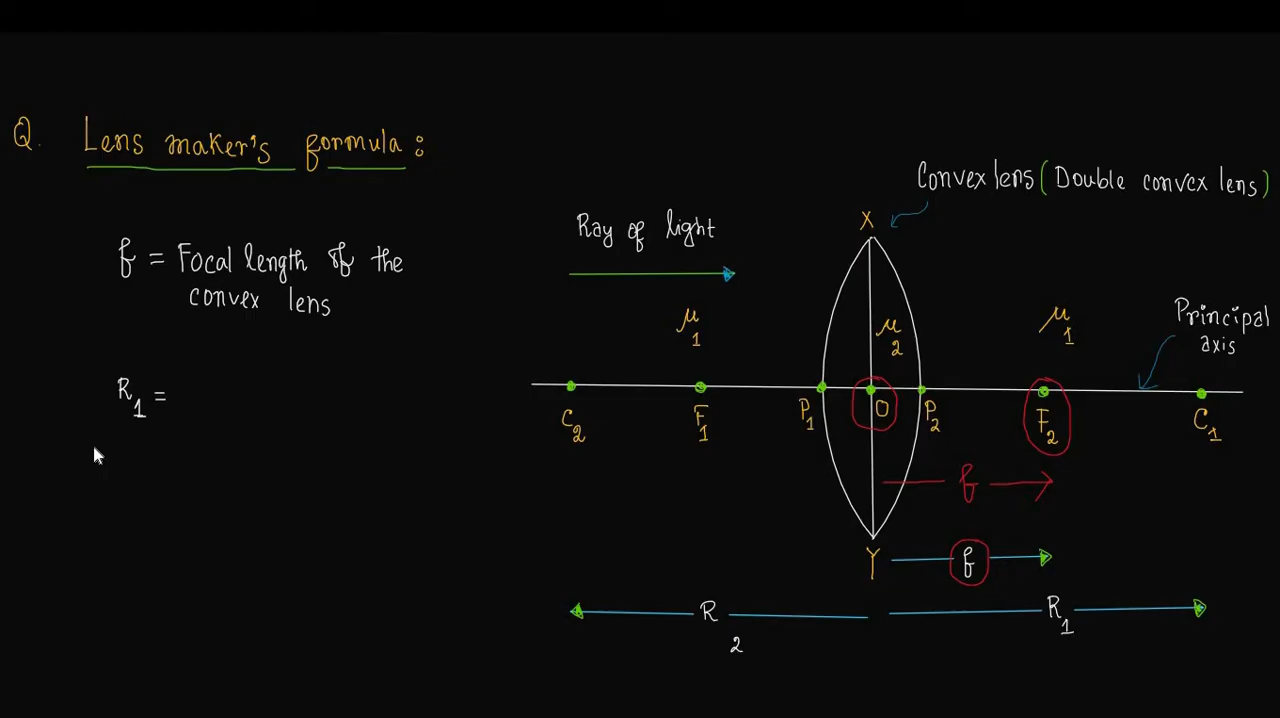 Q. Lens maker's formula :
f = Focal length of the
convex lens
R1 =
Convex lens (Double convex lens)
X
Ray of light
μ1
μ2
μ1
Principal
axis
C2
F1
P1
O
P2
F2
C1
f
Y
f
R2
R1